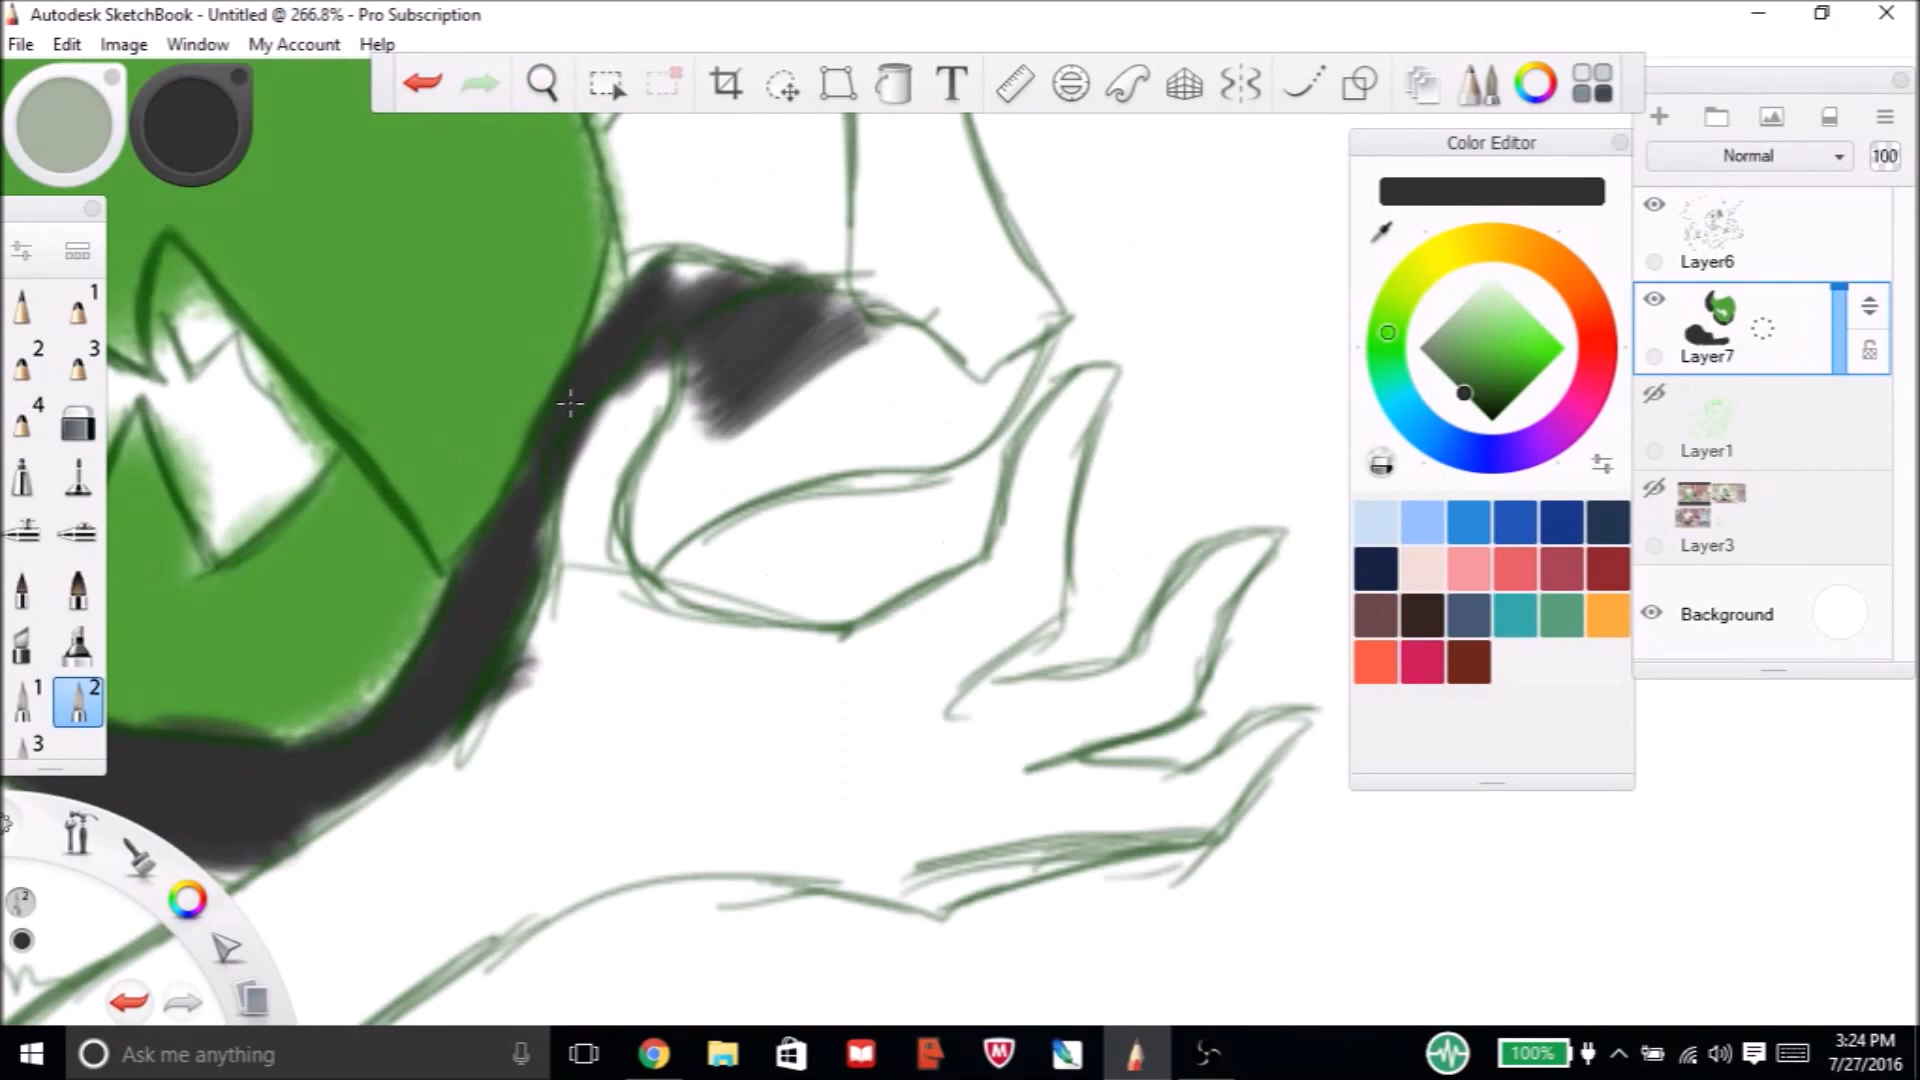 Autodesk SketchBook - Untitled @ 266.8% - Pro Subscription
File Edit Image Window My Account Help
T
Color Editor
Normal 100
Layer6
Layer7
Layer1
Layer3
Background
1
2 3
4
1 2
3
2
Ask me anything
100%
3:24 PM
7/27/2016